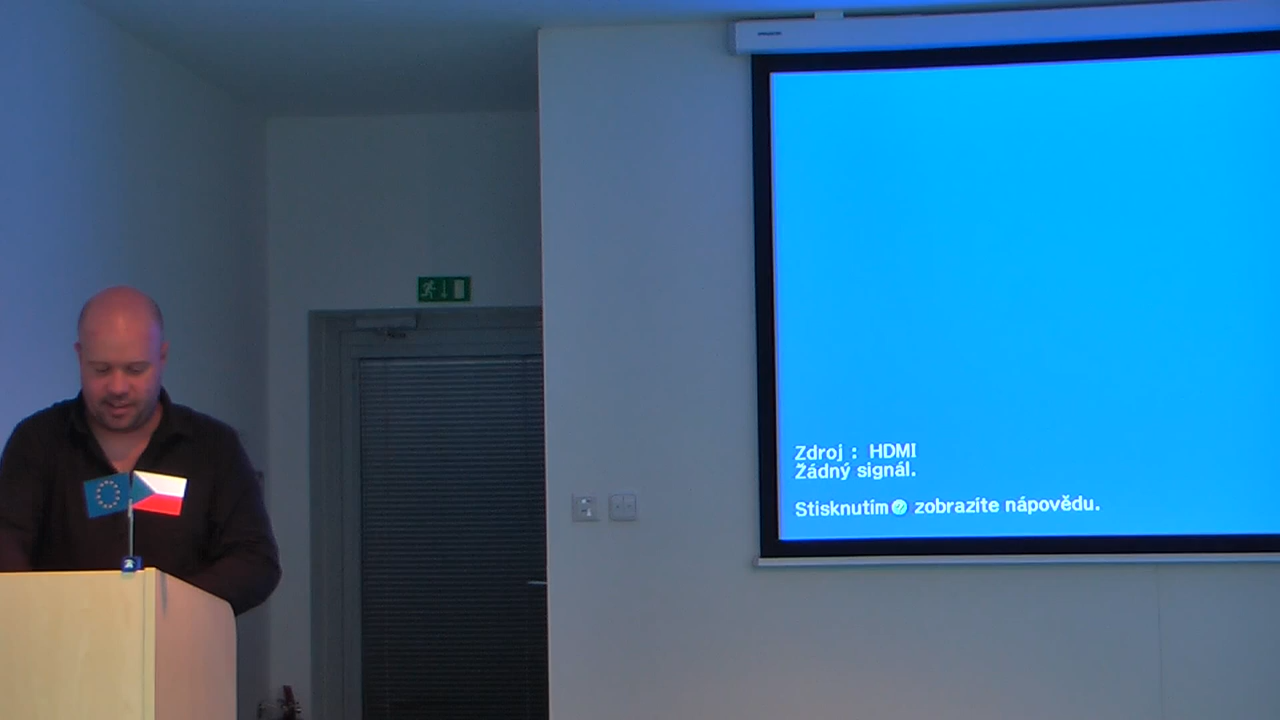 Zdroj : HDMI
Žádný signál.
Stisknutím zobrazíte nápovědu.